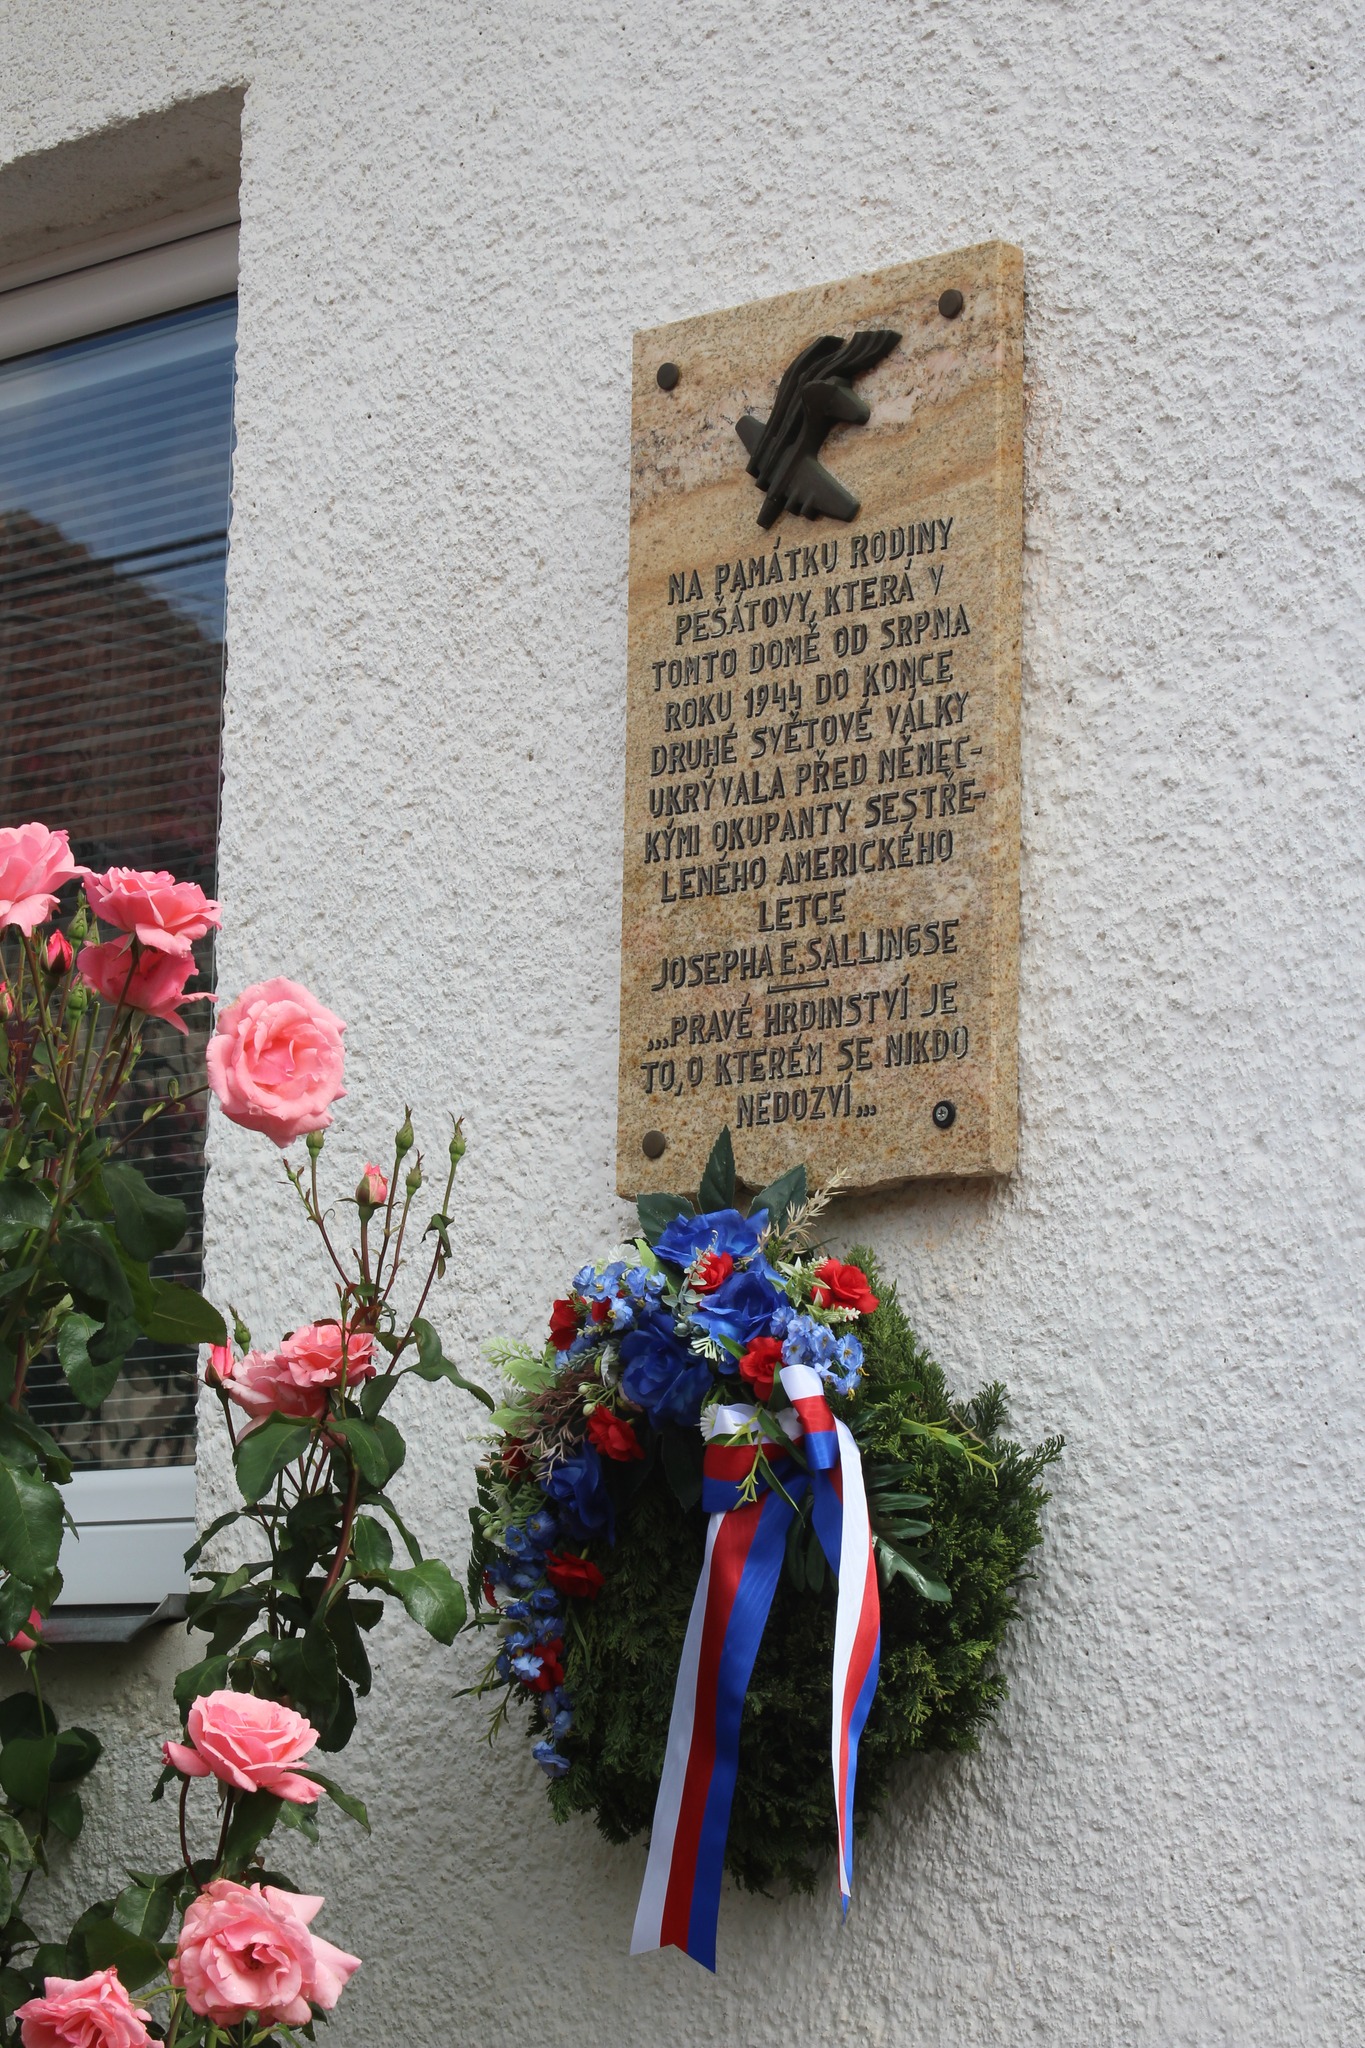 NA PAMÁTKU RODINY
PEŠÁTOVY, KTERÁ V
TOMTO DOMĚ OD SRPNA
ROKU 1944 DO KONCE
DRUHÉ SVĚTOVÉ VÁLKY
UKRÝVALA PŘED NĚMEC-
KÝMI OKUPANTY SESTŘE-
LENÉHO AMERICKÉHO
LETCE
JOSEPHA E. SALLINGSE
...PRAVÉ HRDINSTVÍ JE
TO, O KTERÉM SE NIKDO
NEDOZVÍ...